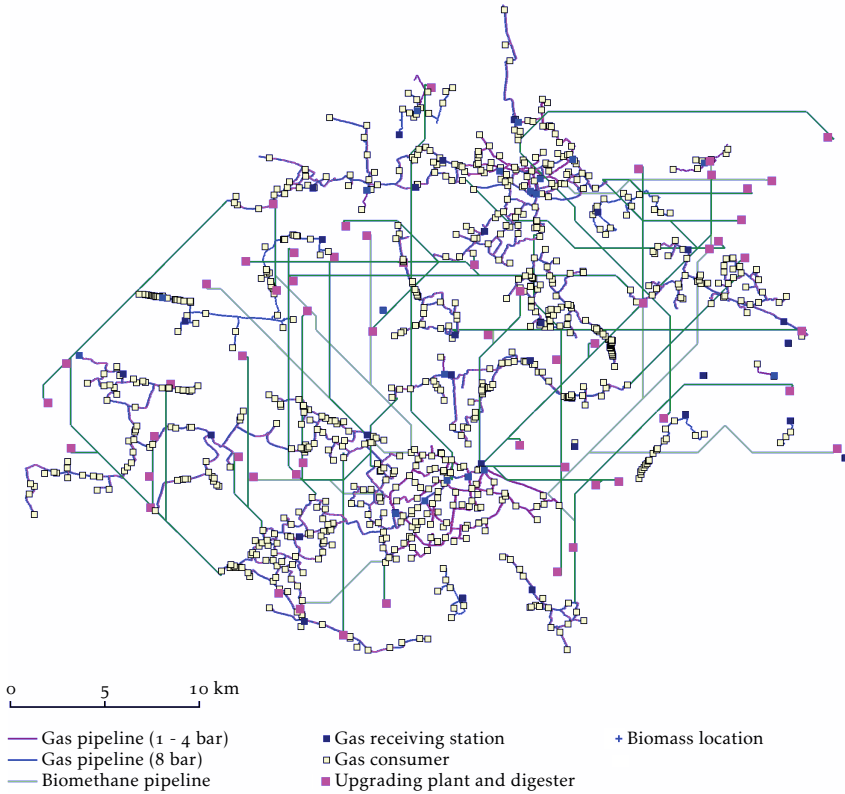 0 5 10 km
Gas pipeline (1 - 4 bar) Gas receiving station Biomass location
Gas pipeline (8 bar) Gas consumer
Biomethane pipeline Upgrading plant and digester